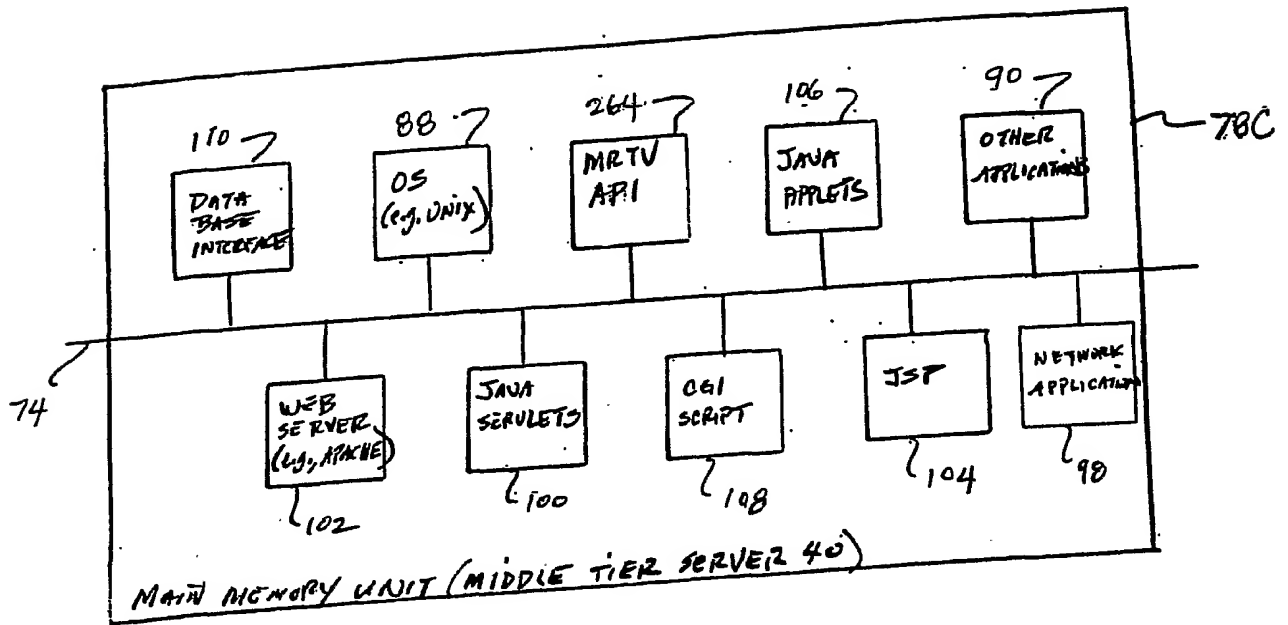 110
88
264
106
90
78C
DATA
BASE
INTERFACE
OS
(e.g. UNIX)
MRTV
API
JAVA
APPLETS
OTHER
APPLICATIONS
74
WEB
SERVER
(e.g., APACHE)
JAVA
SERVLETS
CGI
SCRIPT
JSP
NETWORK
APPLICATION
102
100
108
104
98
MAIN MEMORY UNIT (MIDDLE TIER SERVER 40)